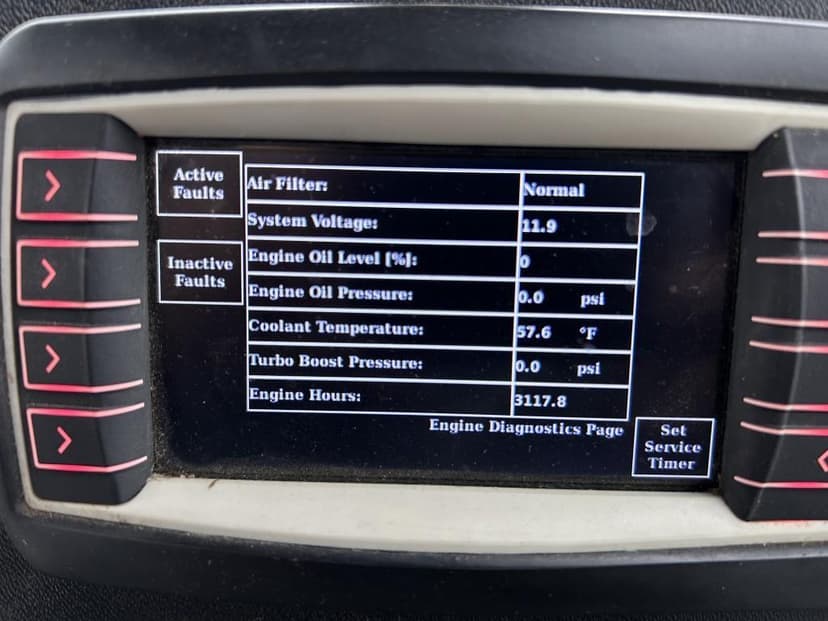 Active
Faults
Inactive
Faults
Air Filter: Normal
System Voltage: 11.9
Engine Oil Level [%]: 0
Engine Oil Pressure: 0.0 psi
Coolant Temperature: 57.6 °F
Turbo Boost Pressure: 0.0 psi
Engine Hours: 3117.8
Engine Diagnostics Page
Set
Service
Timer